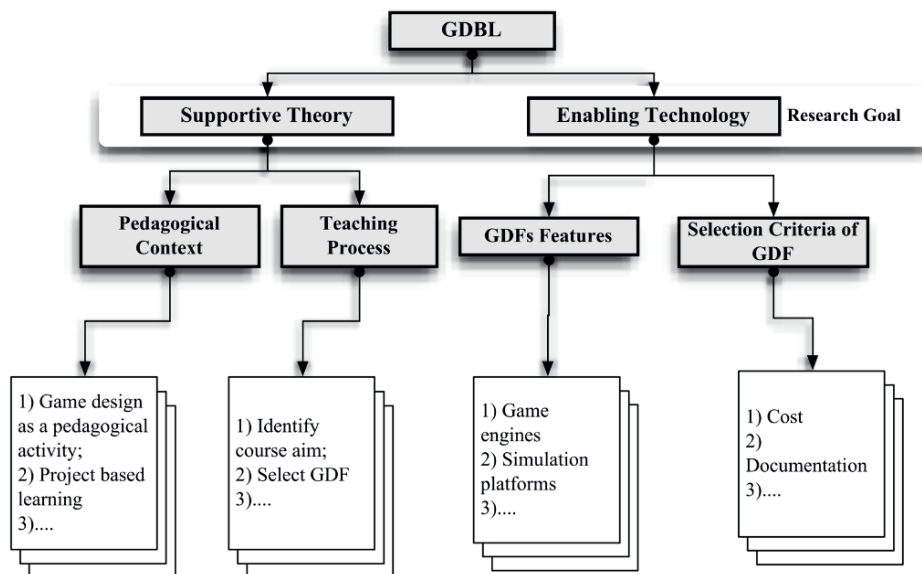 GDBL
Supportive Theory
Enabling Technology
Research Goal
Pedagogical
Context
Teaching
Process
GDFs Features
Selection Criteria of
GDF
1) Game design
as a pedagogical
activity;
2) Project based
learning
3)....
1) Identify
course aim;
2) Select GDF
3)....
1) Game
engines
2) Simulation
platforms
3)....
1) Cost
2)
Documentation
3)....